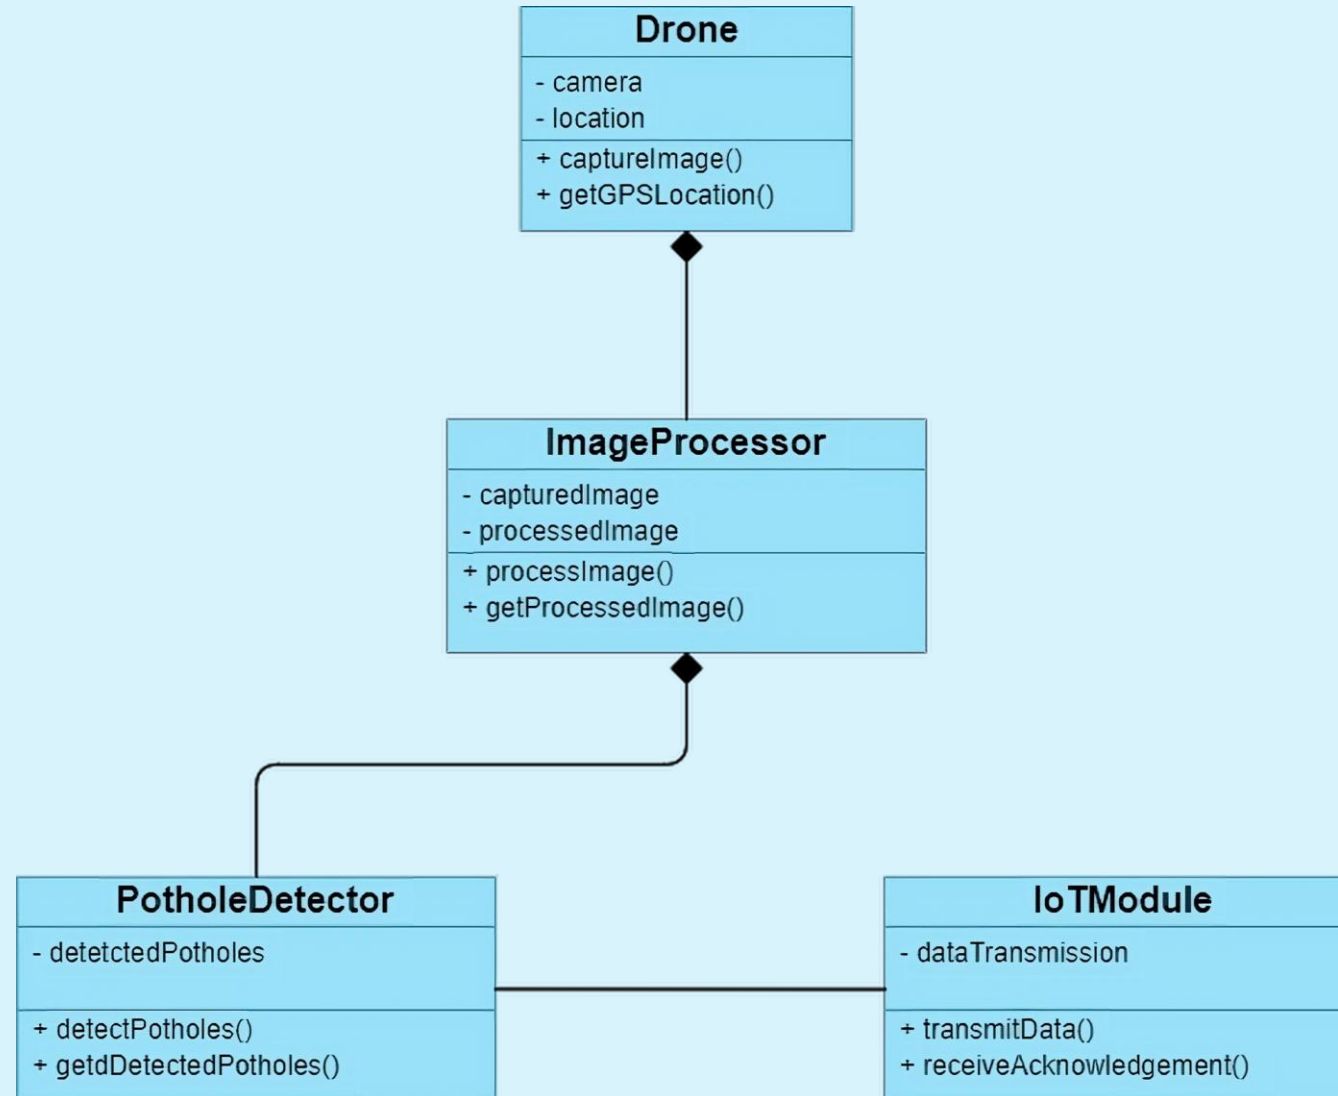 Drone
- camera
- location
+ captureImage()
+ getGPSLocation()
ImageProcessor
- capturedImage
- processedImage
+ processImage()
+ getProcessedImage()
PotholeDetector
- detetctedPotholes
+ detectPotholes()
+ getdDetectedPotholes()
IoTModule
- dataTransmission
+ transmitData()
+ receiveAcknowledgement()